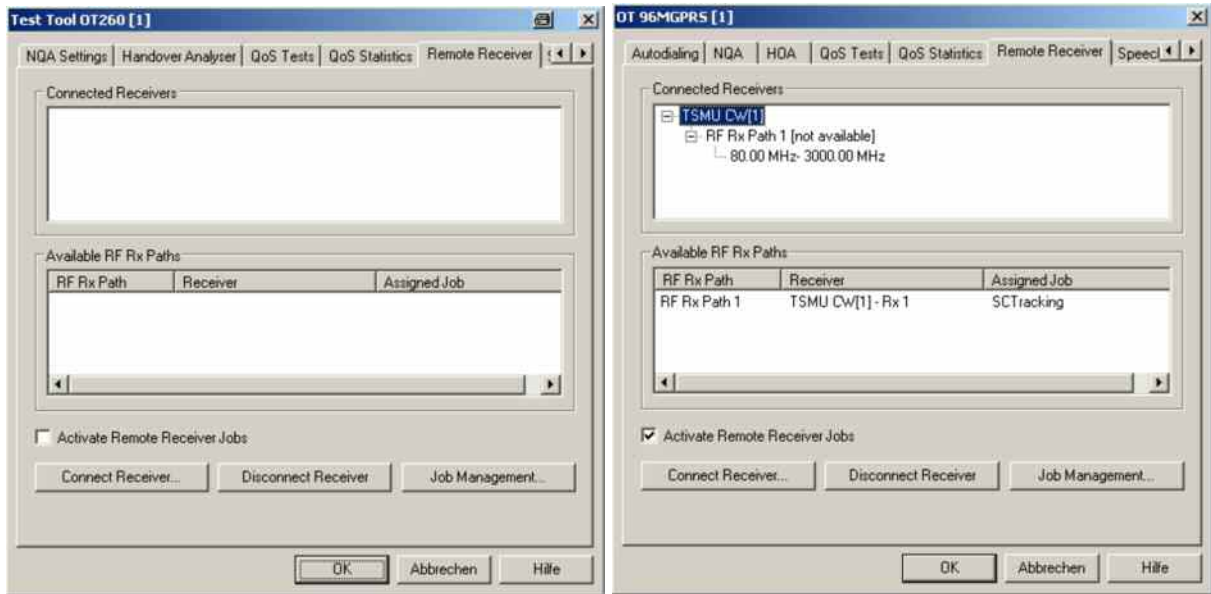 Test Tool OT260 [1]
NQA Settings Handover Analyser QoS Tests QoS Statistics Remote Receiver
Connected Receivers
Available RF Rx Paths
RF Rx Path Receiver Assigned Job
Activate Remote Receiver Jobs
Connect Receiver... Disconnect Receiver Job Management...
OK Abbrechen Hilfe
OT 96MGPRS [1]
Autodialing NQA HOA QoS Tests QoS Statistics Remote Receiver Speecl
Connected Receivers
TSMU CW[1]
RF Rx Path 1 [not available]
80.00 MHz- 3000.00 MHz
Available RF Rx Paths
RF Rx Path Receiver Assigned Job
RF Rx Path 1 TSMU CW[1] - Rx 1 SCTracking
Activate Remote Receiver Jobs
Connect Receiver... Disconnect Receiver Job Management...
OK Abbrechen Hilfe